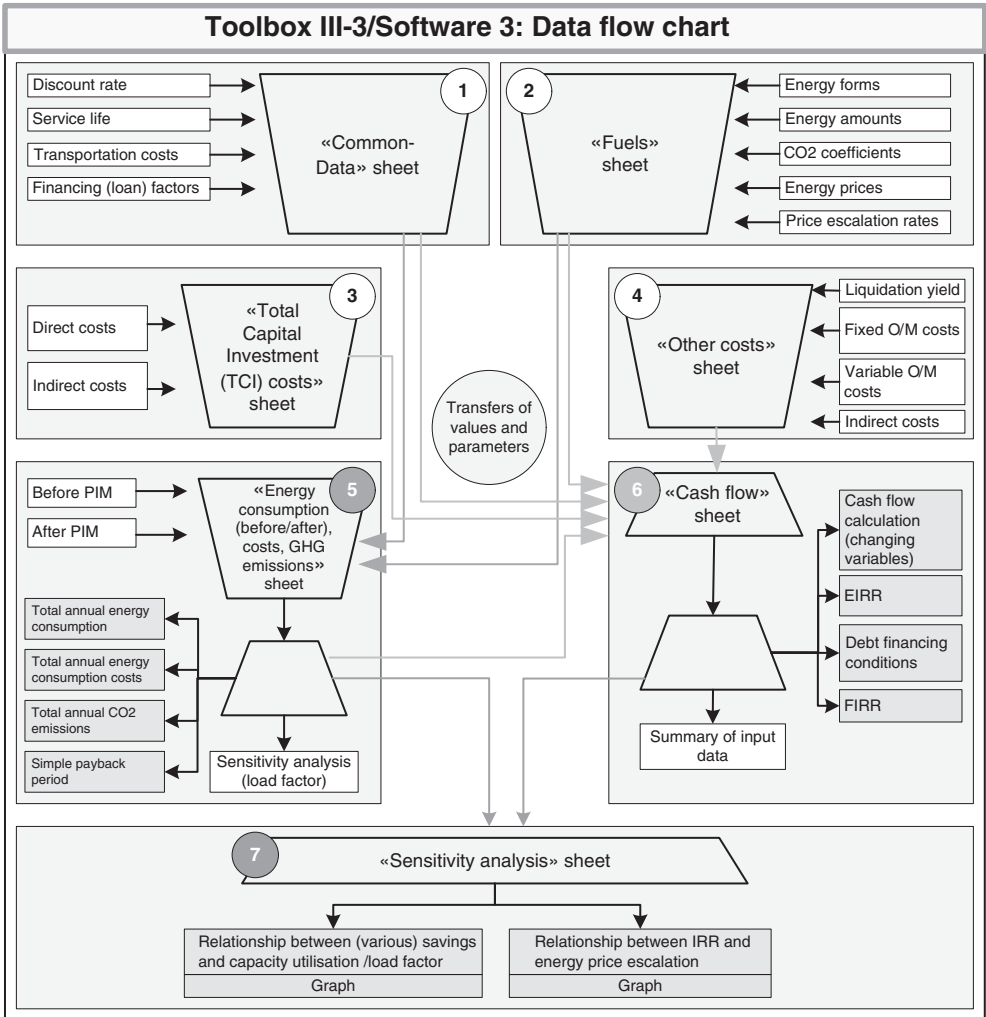 Toolbox III-3/Software 3: Data flow chart
Discount rate
Service life
Transportation costs
Financing (loan) factors
1
«Common-
Data» sheet
2
«Fuels»
sheet
Energy forms
Energy amounts
CO2 coefficients
Energy prices
Price escalation rates
Direct costs
Indirect costs
3
«Total
Capital
Investment
(TCI) costs»
sheet
Transfers of
values and
parameters
4
«Other costs»
sheet
Liquidation yield
Fixed O/M costs
Variable O/M
costs
Indirect costs
Before PIM
After PIM
5
«Energy
consumption
(before/after),
costs, GHG
emissions»
sheet
Total annual energy
consumption
Total annual energy
consumption costs
Total annual CO2
emissions
Simple payback
period
Sensitivity analysis
(load factor)
6
«Cash flow»
sheet
Cash flow
calculation
(changing
variables)
EIRR
Debt financing
conditions
FIRR
Summary of input
data
7
«Sensitivity analysis» sheet
Relationship between (various) savings
and capacity utilisation /load factor
Graph
Relationship between IRR and
energy price escalation
Graph